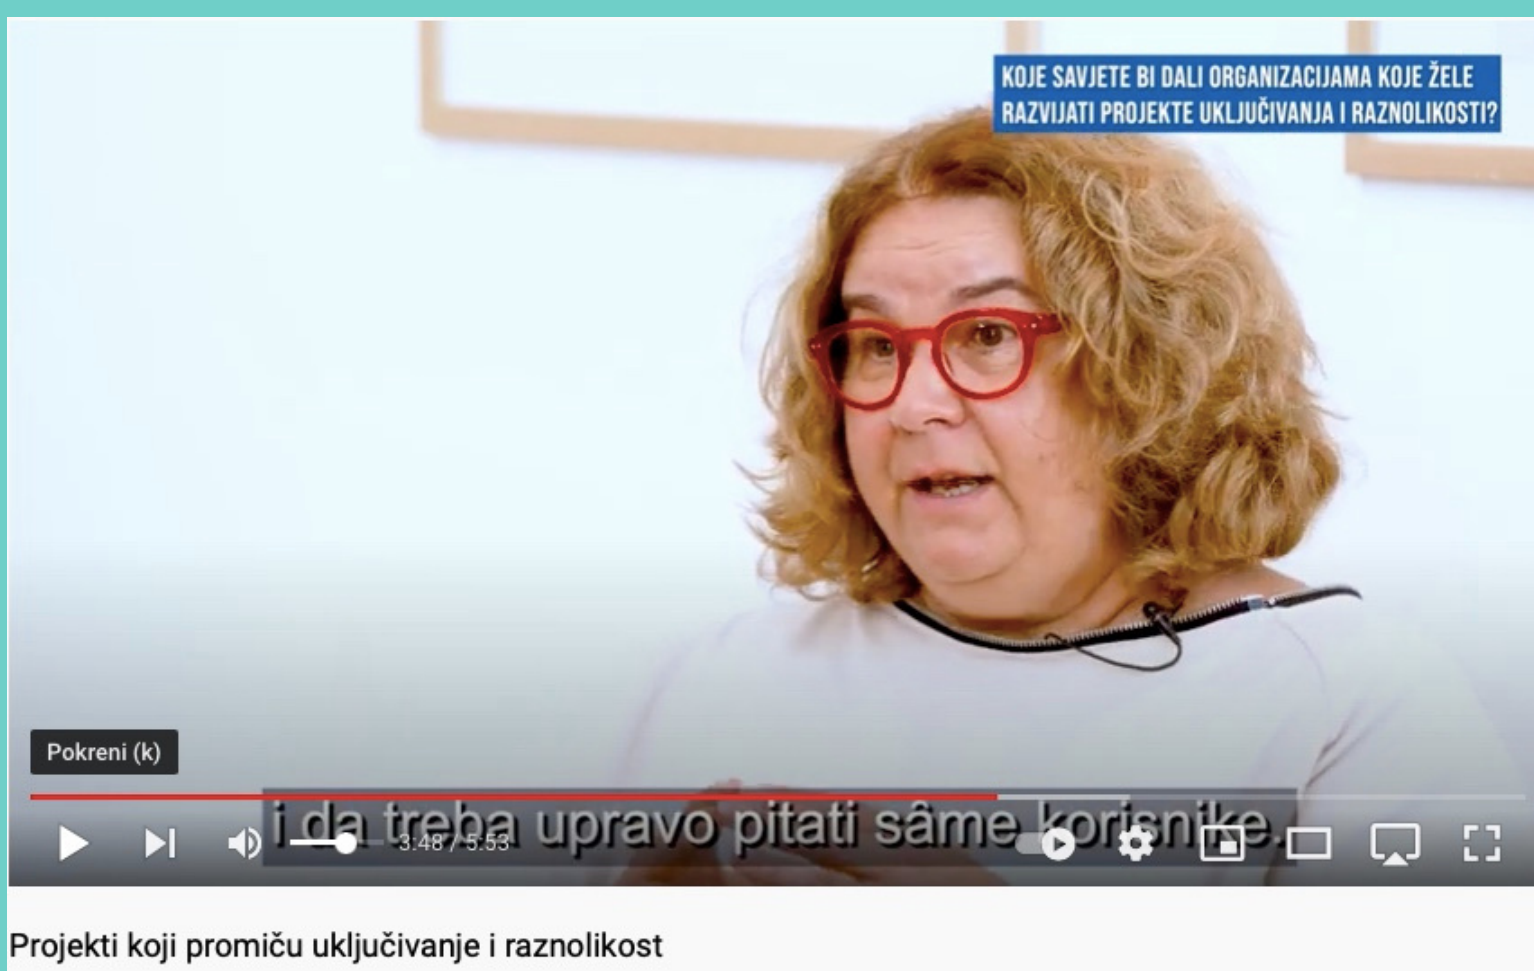 KOJE SAVJETE BI DALI ORGANIZACIJAMA KOJE ŽELE
RAZVIJATI PROJEKTE UKLJUČIVANJA I RAZNOLIKOSTI?
Pokreni (k)
i da treba upravo pitati sâme korisnike.
3:48 / 5:53
Projekti koji promiču uključivanje i raznolikost